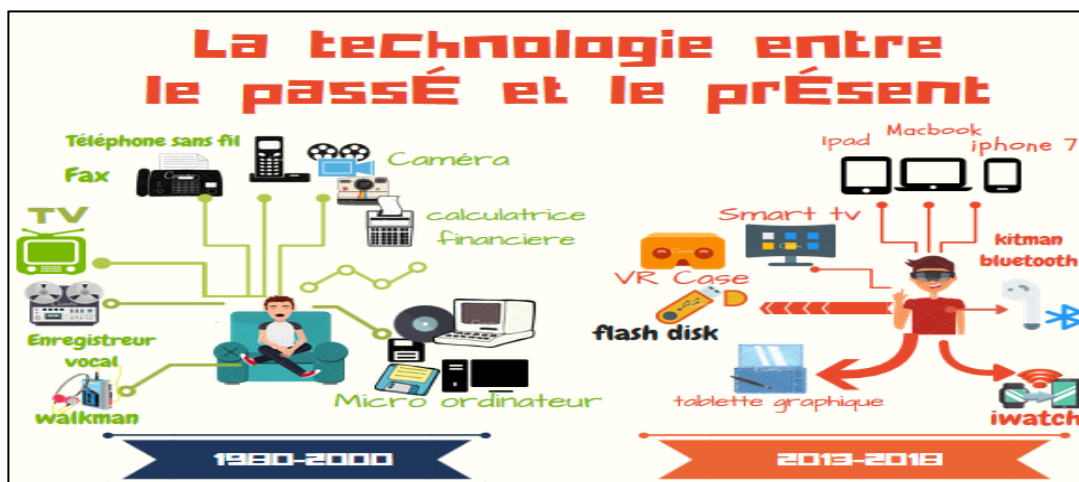 La technologie entre
le passÉ et le prÉsent
Téléphone sans fil
Fax
Caméra
TV
calculatrice
financiere
Enregistreur
vocal
walkman
Micro ordinateur
1980-2000
Ipad
Macbook
iphone 7
Smart tv
kitman
bluetooth
VR Case
flash disk
tablette graphique
iwatch
2013-2018